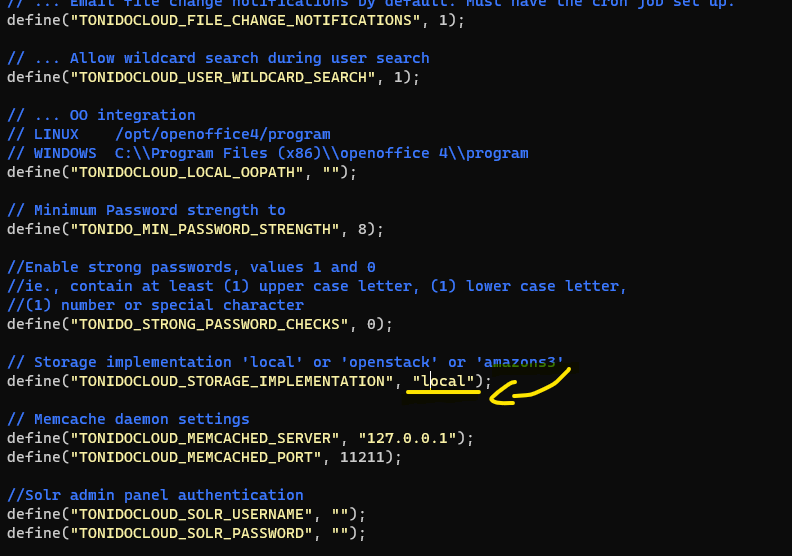 // ... Email file change notifications by default. Must have the cron job set up.
define("TONIDOCLOUD_FILE_CHANGE_NOTIFICATIONS", 1);
// ... Allow wildcard search during user search
define("TONIDOCLOUD_USER_WILDCARD_SEARCH", 1);
// ... OO integration
// LINUX    /opt/openoffice4/program
// WINDOWS  C:\\Program Files (x86)\\openoffice 4\\program
define("TONIDOCLOUD_LOCAL_OOPATH", "");
// Minimum Password strength to
define("TONIDO_MIN_PASSWORD_STRENGTH", 8);
//Enable strong passwords, values 1 and 0
//ie., contain at least (1) upper case letter, (1) lower case letter,
//(1) number or special character
define("TONIDO_STRONG_PASSWORD_CHECKS", 0);
// Storage implementation 'local' or 'openstack' or 'amazons3'
define("TONIDOCLOUD_STORAGE_IMPLEMENTATION", "local");
// Memcache daemon settings
define("TONIDOCLOUD_MEMCACHED_SERVER", "127.0.0.1");
define("TONIDOCLOUD_MEMCACHED_PORT", 11211);
//Solr admin panel authentication
define("TONIDOCLOUD_SOLR_USERNAME", "");
define("TONIDOCLOUD_SOLR_PASSWORD", "");